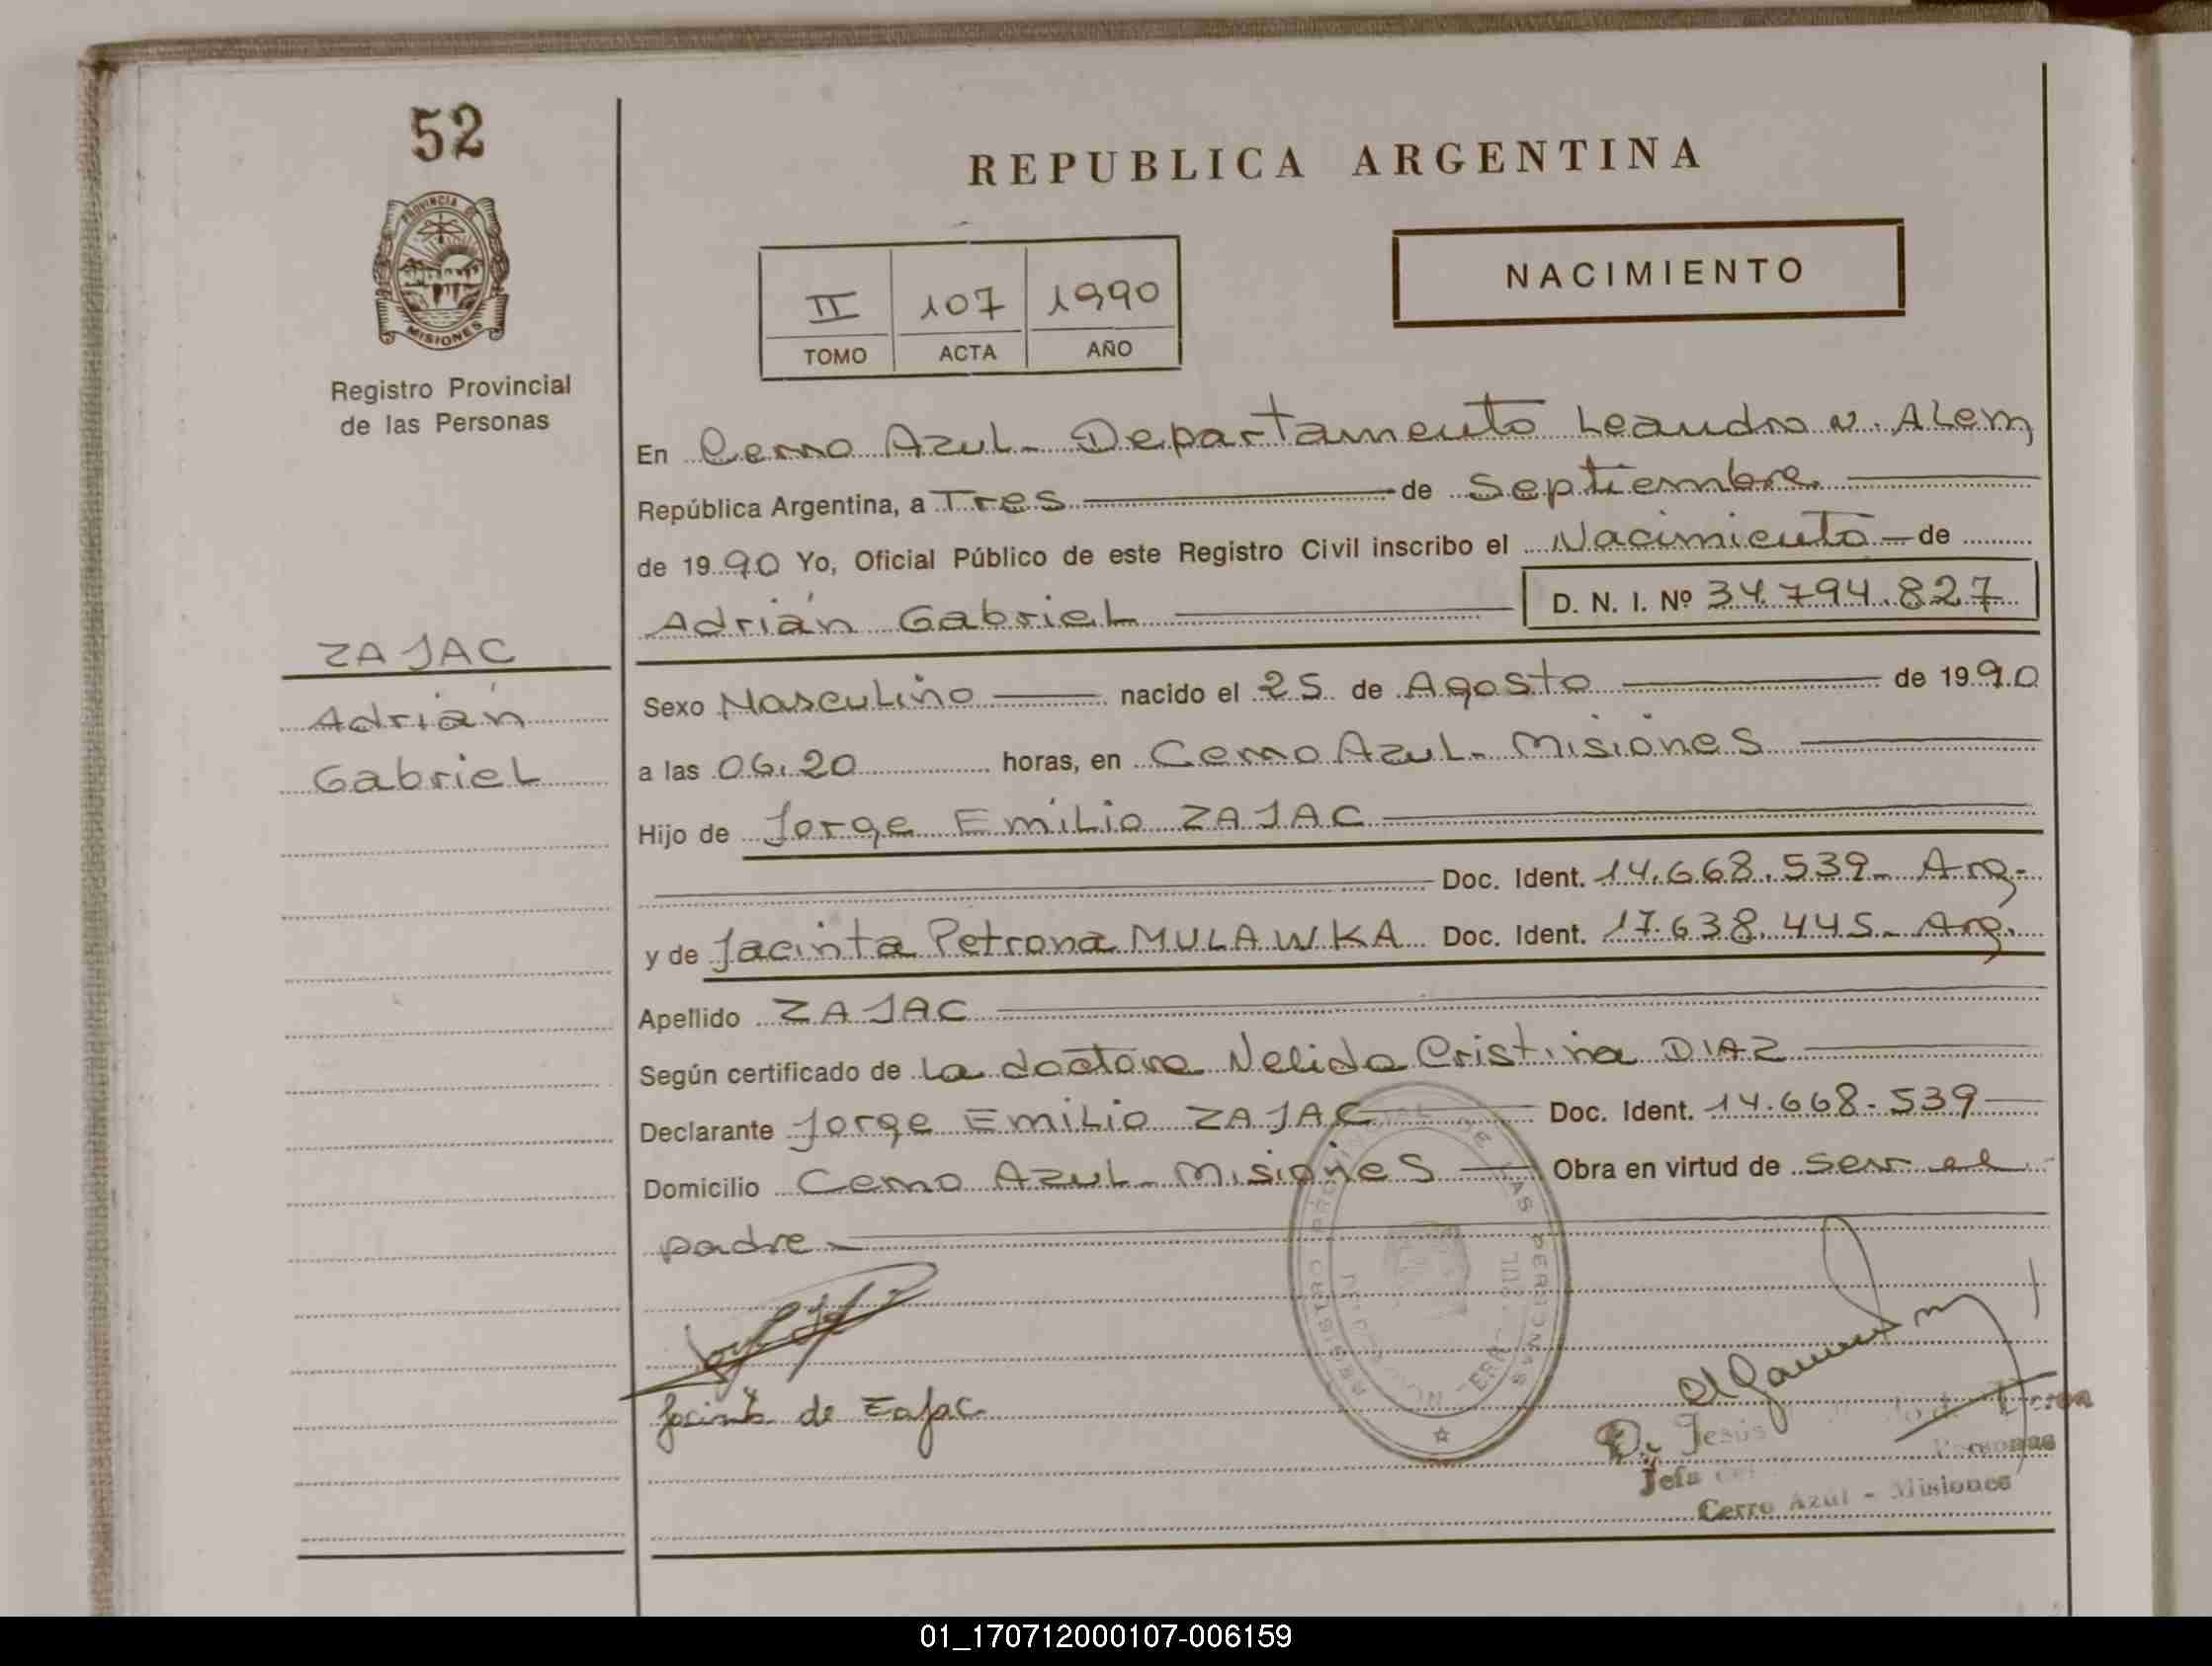 52
PROVINCIA DE
MISIONES
Registro Provincial
de las Personas
REPUBLICA ARGENTINA
NACIMIENTO
II 107 1990
TOMO ACTA AÑO
En Cerro Azul - Departamento Leandro N. Alem
República Argentina, a Tres de Septiembre
de 1990 Yo, Oficial Público de este Registro Civil inscribo el Nacimiento de
Adrián Gabriel D. N. I. Nº 34.794.827
ZAJAC
Adrián
Gabriel
Sexo Masculino nacido el 25 de Agosto de 1990
a las 06.20 horas, en Cerro Azul - Misiones
Hijo de Jorge Emilio ZAJAC
Doc. Ident. 14.668.539 - Arg.-
y de Jacinta Petrona MULAWKA Doc. Ident. 17.638.445 - Arg.
Apellido ZAJAC
Según certificado de La doctora Nelida Cristina DIAZ
Declarante Jorge Emilio ZAJAC Doc. Ident. 14.668.539
Domicilio Cerro Azul - Misiones Obra en virtud de ser el
padre -
Jacinta de Zajac
Jesús
Personas
Jefa
Cerro Azul - Misiones
01_170712000107-006159